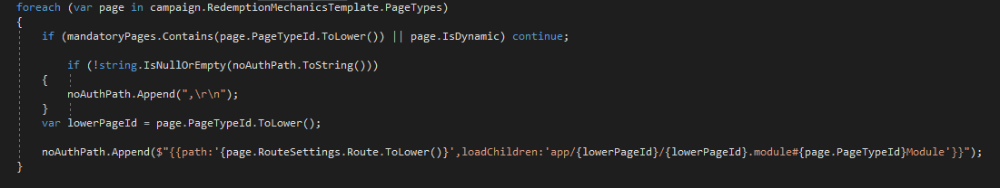 foreach (var page in campaign.RedemptionMechanicsTemplate.PageTypes)
{
if (mandatoryPages.Contains(page.PageTypeId.ToLower()) || page.IsDynamic) continue;
if (!string.IsNullOrEmpty(noAuthPath.ToString()))
{
noAuthPath.Append(",\r\n");
}
var lowerPageId = page.PageTypeId.ToLower();
noAuthPath.Append($"{{path:'{page.RouteSettings.Route.ToLower()}',loadChildren:'app/{lowerPageId}/{lowerPageId}.module#{page.PageTypeId}Module'}}");
}